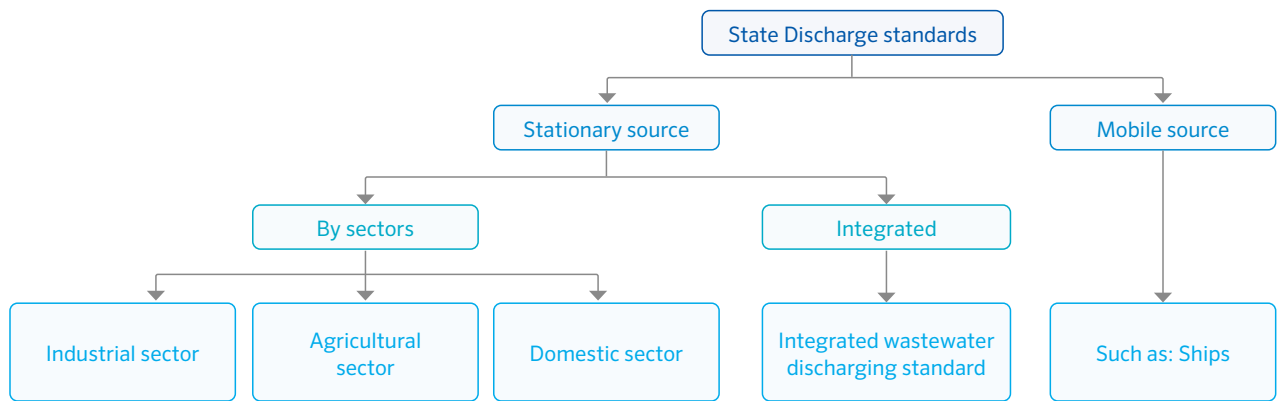 State Discharge standards
Stationary source
Mobile source
By sectors
Integrated
Industrial sector
Agricultural
sector
Domestic sector
Integrated wastewater
discharging standard
Such as: Ships